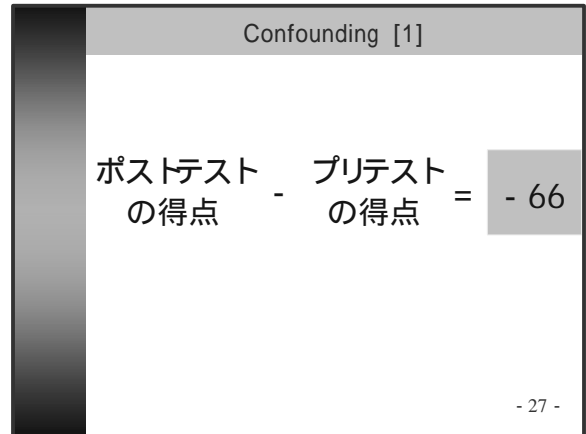 Confounding [1]
ポストテスト - プリテスト = - 66
の得点 の得点
- 27 -